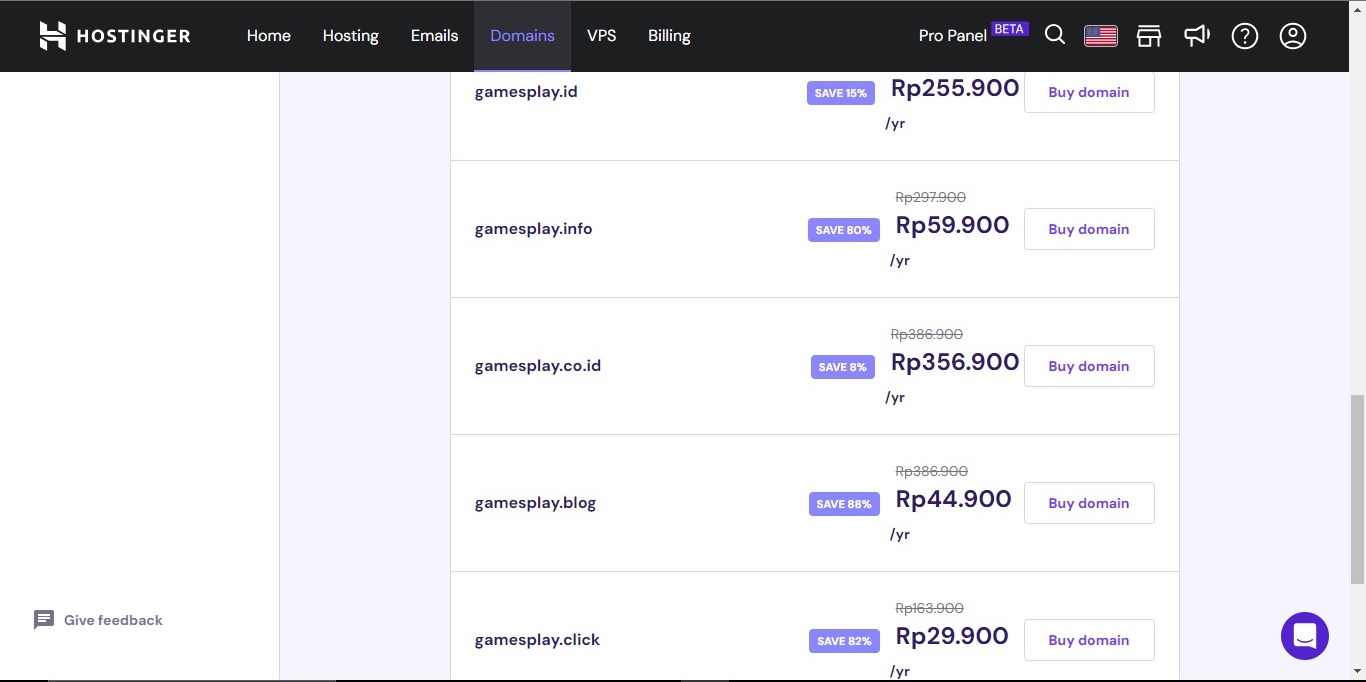 HOSTINGER Home Hosting Emails Domains VPS Billing Pro Panel BETA
gamesplay.id SAVE 15% Rp255.900 Buy domain
/yr
Rp297.900
gamesplay.info SAVE 80% Rp59.900 Buy domain
/yr
Rp386.900
gamesplay.co.id SAVE 8% Rp356.900 Buy domain
/yr
Rp386.900
gamesplay.blog SAVE 88% Rp44.900 Buy domain
/yr
Rp163.900
gamesplay.click SAVE 82% Rp29.900 Buy domain
/yr
Give feedback